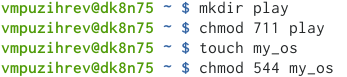 vmpuzihrev@dk8n75 ~ $ mkdir play
vmpuzihrev@dk8n75 ~ $ chmod 711 play
vmpuzihrev@dk8n75 ~ $ touch my_os
vmpuzihrev@dk8n75 ~ $ chmod 544 my_os